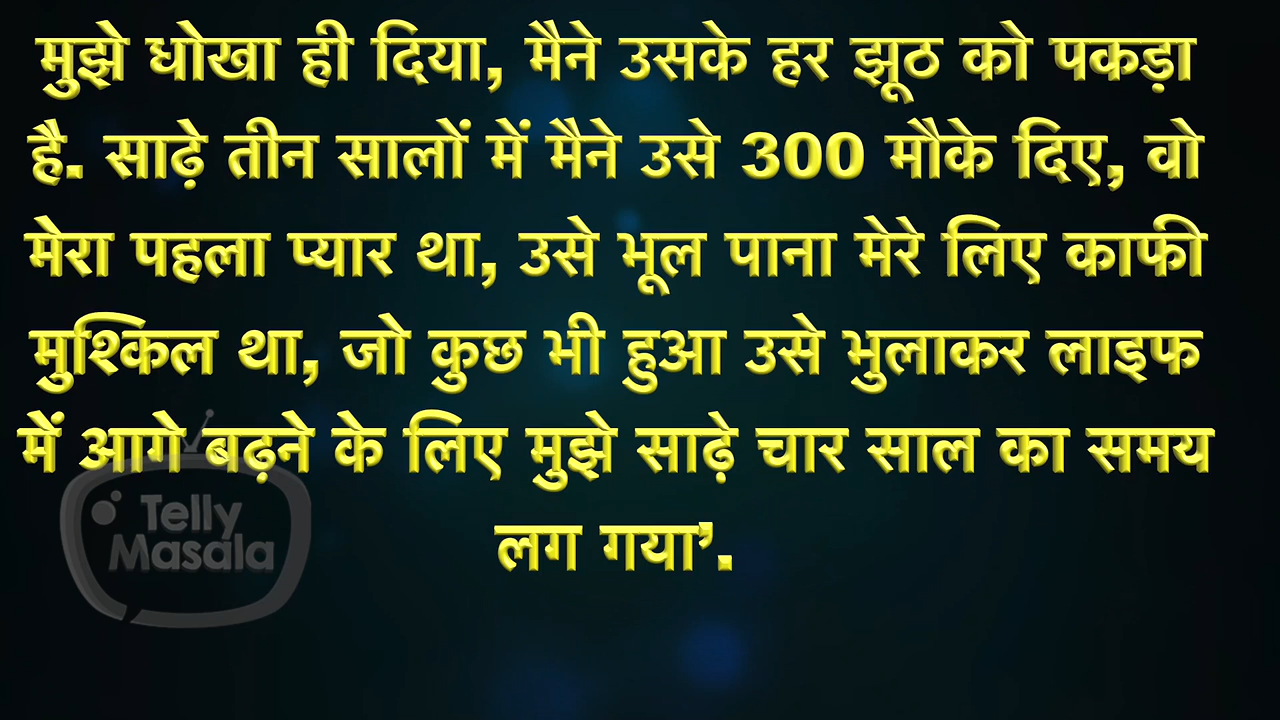 मुझे धोखा ही दिया, मैने उसके हर झूठ को पकड़ा
है. साढ़े तीन सालों में मैने उसे 300 मौके दिए, वो
मेरा पहला प्यार था, उसे भूल पाना मेरे लिए काफी
मुश्किल था, जो कुछ भी हुआ उसे भुलाकर लाइफ
में आगे बढ़ने के लिए मुझे साढ़े चार साल का समय
लग गया’.
Telly
Masala